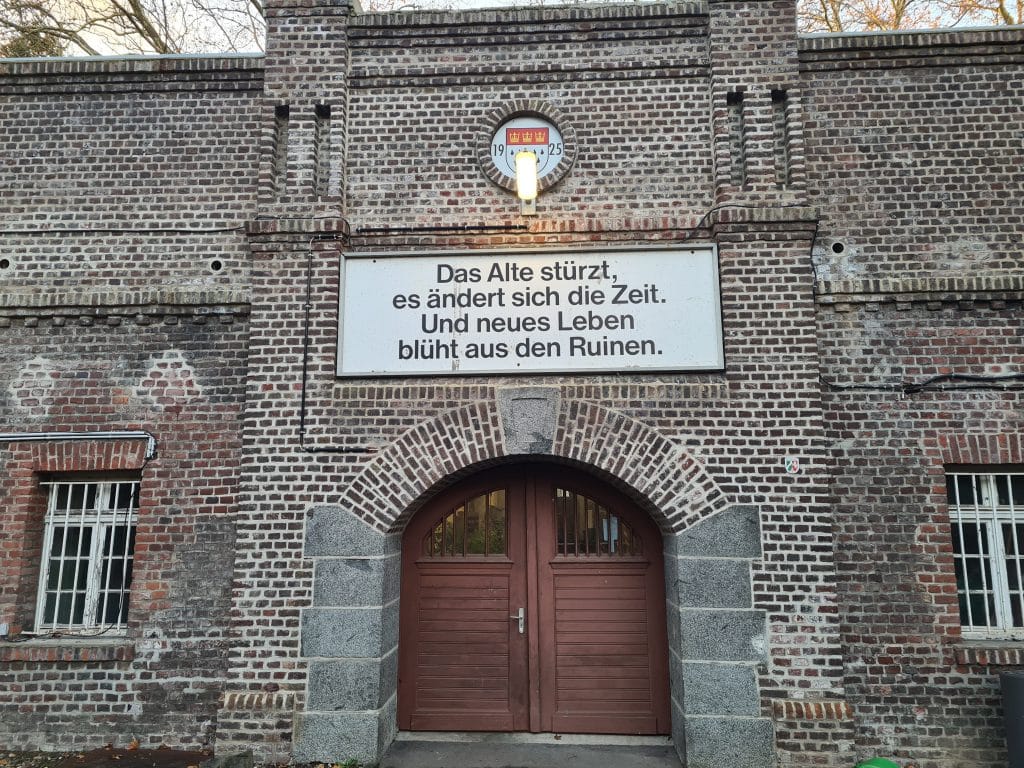 19 25
Das Alte stürzt,
es ändert sich die Zeit.
Und neues Leben
blüht aus den Ruinen.